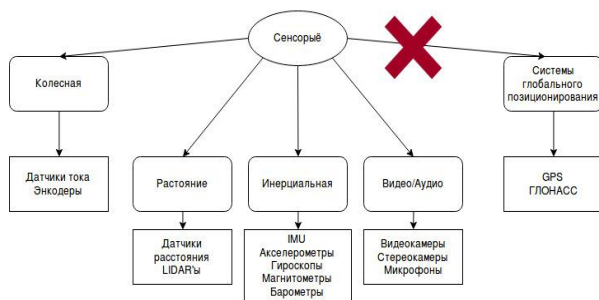 Сенсорыё
Колесная
Системы
глобального
позиционирования
Датчики тока
Энкодеры
Растояние
Инерциальная
Видео/Аудио
GPS
ГЛОНАСС
Датчики
расстояния
LIDAR'ы
IMU
Акселерометры
Гироскопы
Магнитометры
Барометры
Видеокамеры
Стереокамеры
Микрофоны